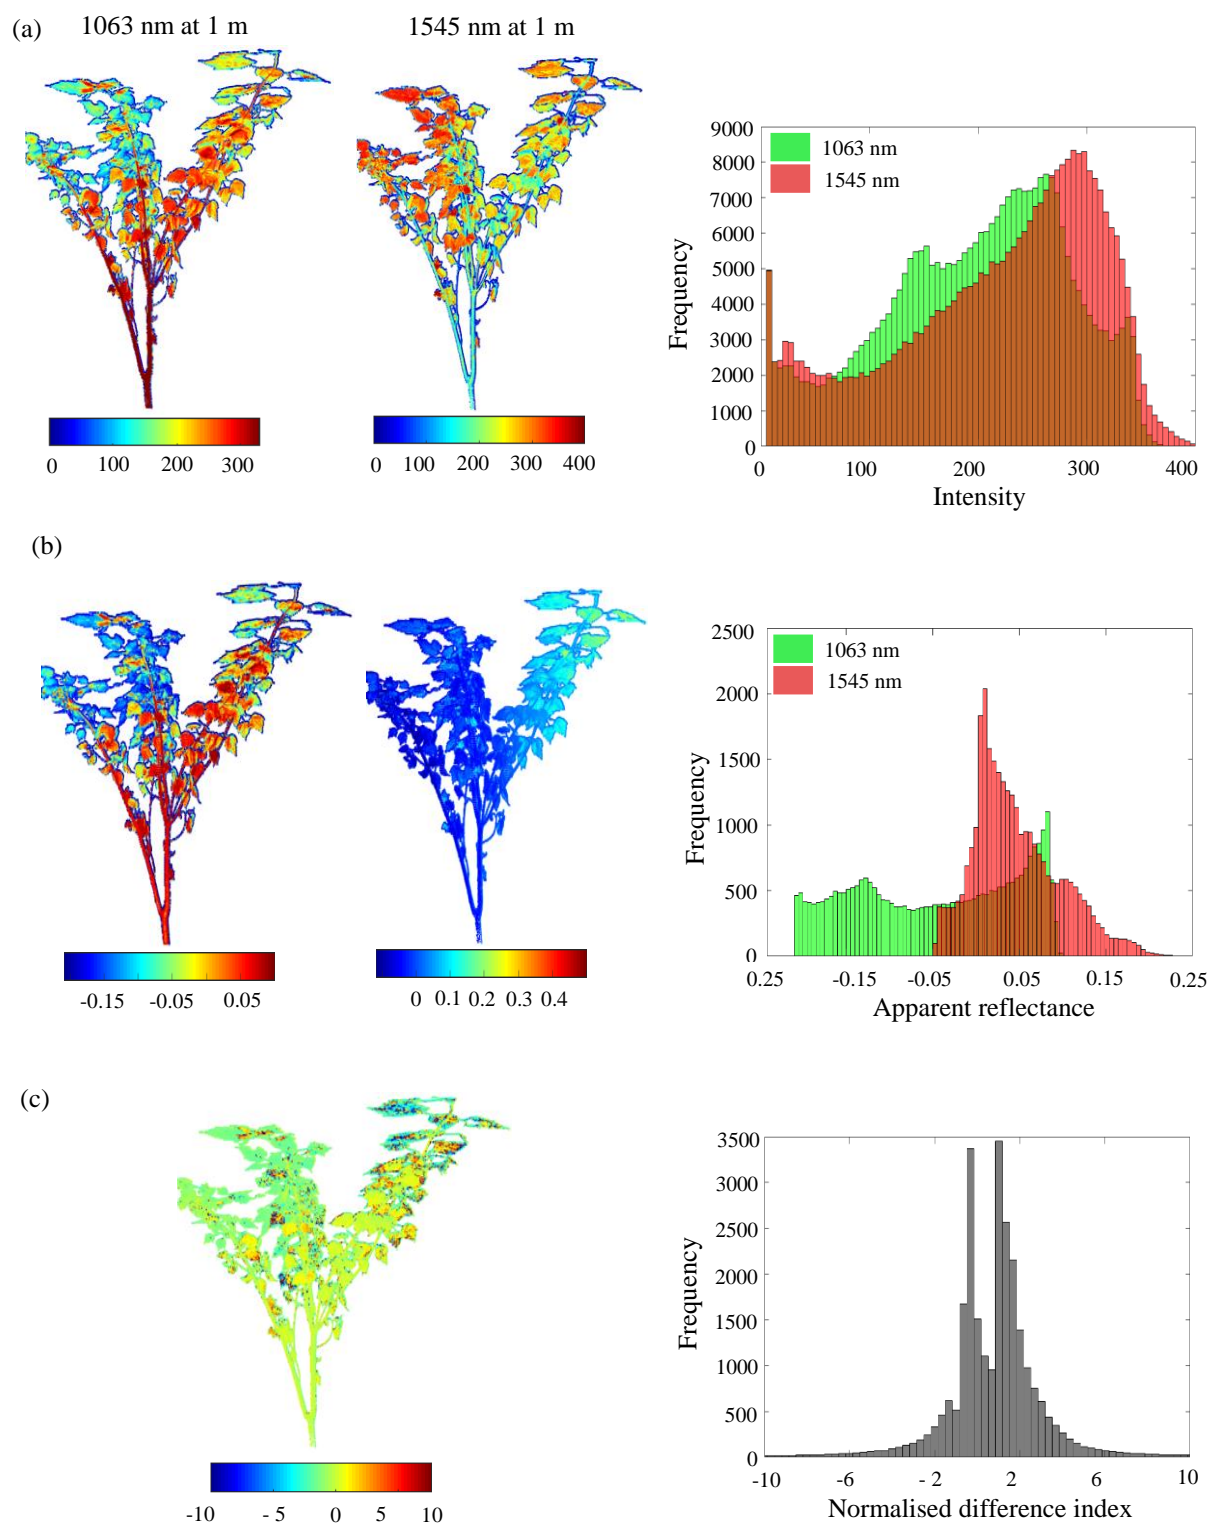 (a)
1063 nm at 1 m
1545 nm at 1 m
0 100 200 300
0 100 200 300 400
9000
8000
7000
6000
5000
4000
3000
2000
1000
0
Frequency
1063 nm
1545 nm
0 100 200 300 400
Intensity
(b)
-0.15 -0.05 0.05
0 0.1 0.2 0.3 0.4
2500
2000
1500
1000
500
0
Frequency
1063 nm
1545 nm
0.25 -0.15 -0.05 0.05 0.15 0.25
Apparent reflectance
(c)
-10 - 5 0 5 10
3500
3000
2500
2000
1500
1000
500
0
Frequency
-10 -6 - 2 2 6 10
Normalised difference index